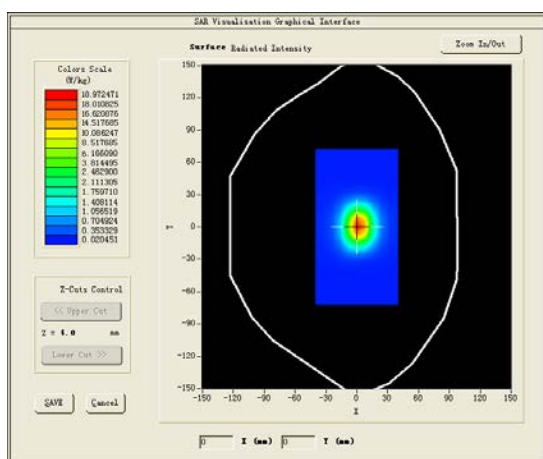 SAR Visualisation Graphical Interface
Surface Radiated Intensity
Zoom In/Out
Colors Scale
(W/kg)
18.972471
18.010825
16.620876
14.517685
10.086247
8.517685
6.166090
3.814495
2.462900
2.111305
1.759710
1.408114
1.056519
0.704924
0.353329
0.020451
Z-Cuts Control
<< Upper Cut
Z = 4.0 mm
Lower Cut >>
SAVE
Cancel
150
120
90
60
30
0
-30
-60
-90
-120
-150
Y
-150 -120 -90 -60 -30 0 30 60 90 120 150
X
0 X (mm) 0 Y (mm)